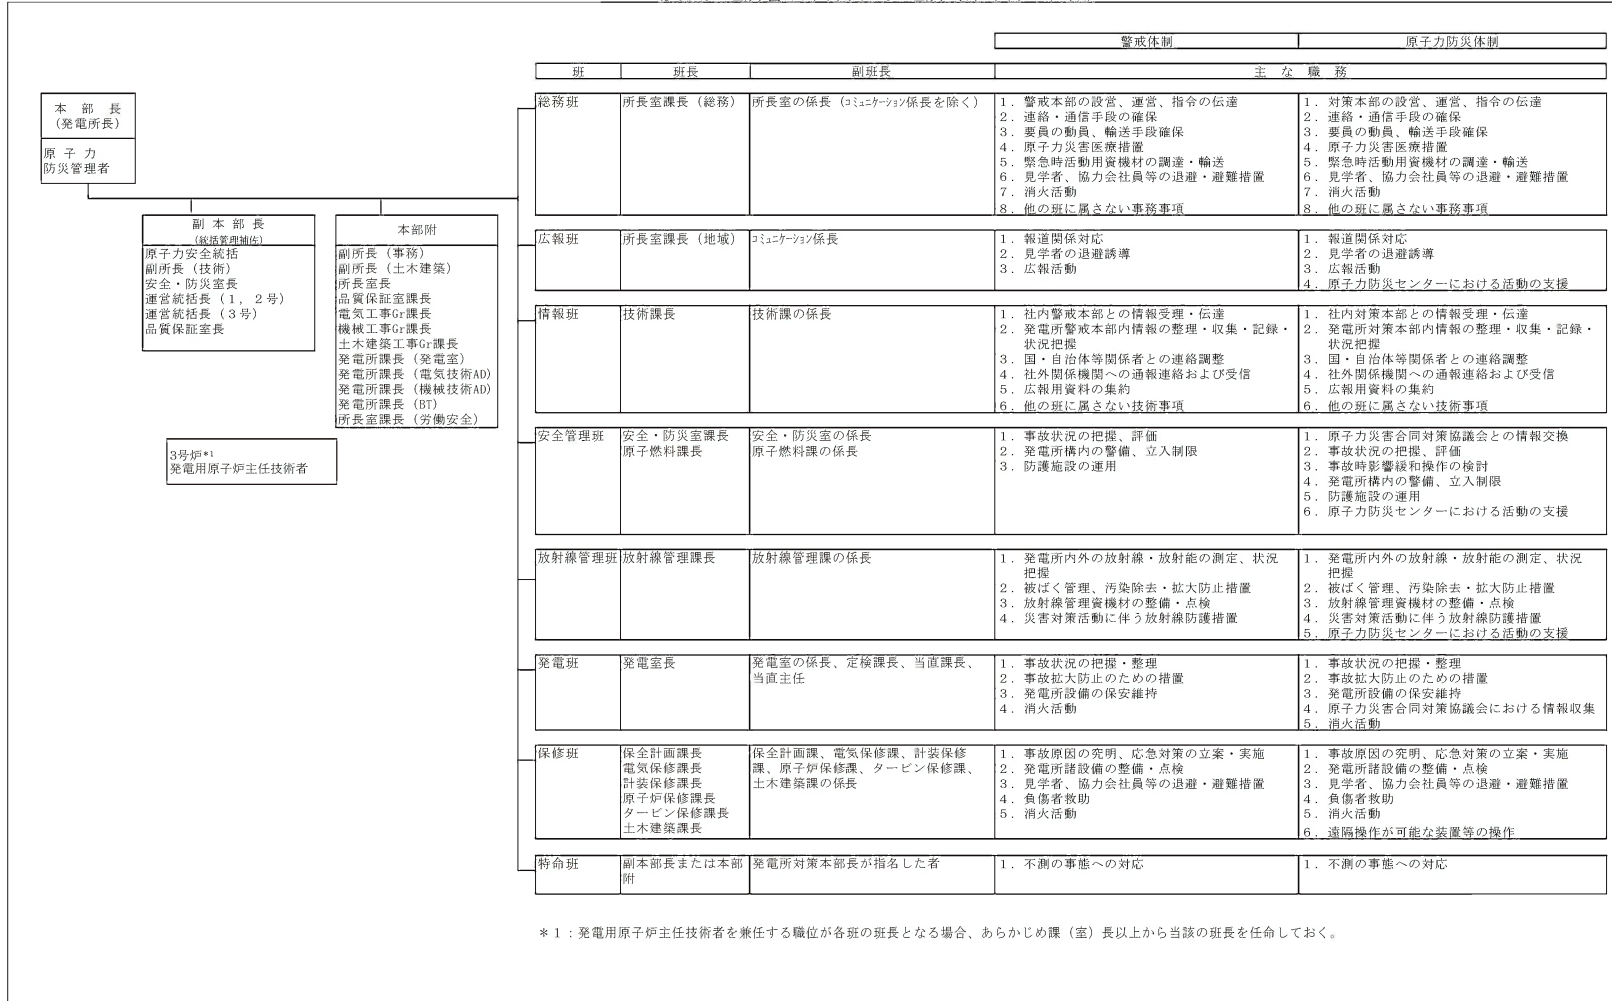 警戒体制
原子力防災体制
班
班長
副班長
主な職務
本部長
(発電所長)
原子力
防災管理者
副本部長
(統括管理補佐)
原子力安全統括
副所長（技術）
安全・防災室長
運営統括長（１，２号）
運営統括長（３号）
品質保証室長
本部附
副所長（事務）
副所長（土木建築）
所長室長
品質保証室課長
電気工事Gr課長
機械工事Gr課長
土木建築工事Gr課長
発電所課長（発電室）
発電所課長（電気技術AD）
発電所課長（機械技術AD）
発電所課長（BT）
所長室課長（労働安全）
3号炉*1
発電用原子炉主任技術者
総務班
所長室課長（総務）
所長室の係長（ｺﾐｭﾆｹｰｼｮﾝ係長を除く）
１．警戒本部の設営、運営、指令の伝達
２．連絡・通信手段の確保
３．要員の動員、輸送手段確保
４．原子力災害医療措置
５．緊急時活動用資機材の調達・輸送
６．見学者、協力会社員等の退避・避難措置
７．消火活動
８．他の班に属さない事務事項
１．対策本部の設営、運営、指令の伝達
２．連絡・通信手段の確保
３．要員の動員、輸送手段確保
４．原子力災害医療措置
５．緊急時活動用資機材の調達・輸送
６．見学者、協力会社員等の退避・避難措置
７．消火活動
８．他の班に属さない事務事項
広報班
所長室課長（地域）
ｺﾐｭﾆｹｰｼｮﾝ係長
１．報道関係対応
２．見学者の退避誘導
３．広報活動
１．報道関係対応
２．見学者の退避誘導
３．広報活動
４．原子力防災センターにおける活動の支援
情報班
技術課長
技術課の係長
１．社内警戒本部との情報受理・伝達
２．発電所警戒本部内情報の整理・収集・記録・
状況把握
３．国・自治体等関係者との連絡調整
４．社外関係機関への通報連絡および受信
５．広報用資料の集約
６．他の班に属さない技術事項
１．社内対策本部との情報受理・伝達
２．発電所対策本部内情報の整理・収集・記録・
状況把握
３．国・自治体等関係者との連絡調整
４．社外関係機関への通報連絡および受信
５．広報用資料の集約
６．他の班に属さない技術事項
安全管理班
安全・防災室課長
原子燃料課長
安全・防災室の係長
原子燃料課の係長
１．事故状況の把握、評価
２．発電所構内の警備、立入制限
３．防護施設の運用
１．原子力災害合同対策協議会との情報交換
２．事故状況の把握、評価
３．事故時影響緩和操作の検討
４．発電所構内の警備、立入制限
５．防護施設の運用
６．原子力防災センターにおける活動の支援
放射線管理班
放射線管理課長
放射線管理課の係長
１．発電所内外の放射線・放射能の測定、状況
把握
２．被ばく管理、汚染除去・拡大防止措置
３．放射線管理資機材の整備・点検
４．災害対策活動に伴う放射線防護措置
１．発電所内外の放射線・放射能の測定、状況
把握
２．被ばく管理、汚染除去・拡大防止措置
３．放射線管理資機材の整備・点検
４．災害対策活動に伴う放射線防護措置
５．原子力防災センターにおける活動の支援
発電班
発電室長
発電室の係長、定検課長、当直課長、
当直主任
１．事故状況の把握・整理
２．事故拡大防止のための措置
３．発電所設備の保安維持
４．消火活動
１．事故状況の把握・整理
２．事故拡大防止のための措置
３．発電所設備の保安維持
４．原子力災害合同対策協議会における情報収集
５．消火活動
保修班
保全計画課長
電気保修課長
計装保修課長
原子炉保修課長
タービン保修課長
土木建築課長
保全計画課、電気保修課、計装保修
課、原子炉保修課、タービン保修課、
土木建築課の係長
１．事故原因の究明、応急対策の立案・実施
２．発電所諸設備の整備・点検
３．見学者、協力会社員等の退避・避難措置
４．負傷者救助
５．消火活動
１．事故原因の究明、応急対策の立案・実施
２．発電所諸設備の整備・点検
３．見学者、協力会社員等の退避・避難措置
４．負傷者救助
５．消火活動
６．遠隔操作が可能な装置等の操作
特命班
副本部長または本部
附
発電所対策本部長が指名した者
１．不測の事態への対応
１．不測の事態への対応
＊１：発電用原子炉主任技術者を兼任する職位が各班の班長となる場合、あらかじめ課（室）長以上から当該の班長を任命しておく。